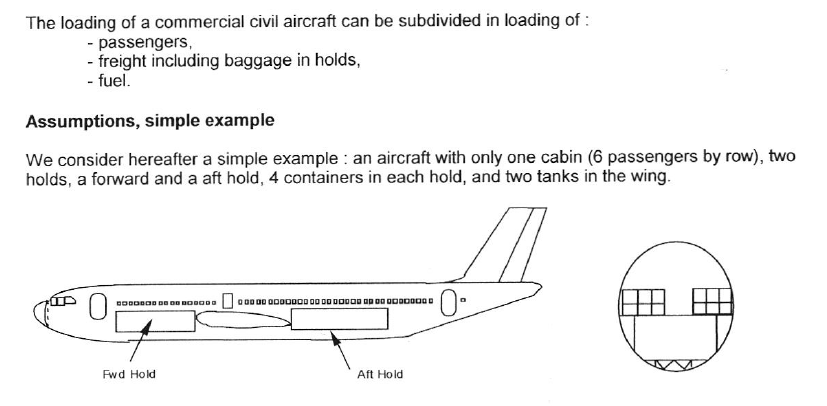 The loading of a commercial civil aircraft can be subdivided in loading of :
- passengers,
- freight including baggage in holds,
- fuel.
Assumptions, simple example
We consider hereafter a simple example : an aircraft with only one cabin (6 passengers by row), two
holds, a forward and a aft hold, 4 containers in each hold, and two tanks in the wing.
Fwd Hold
Aft Hold